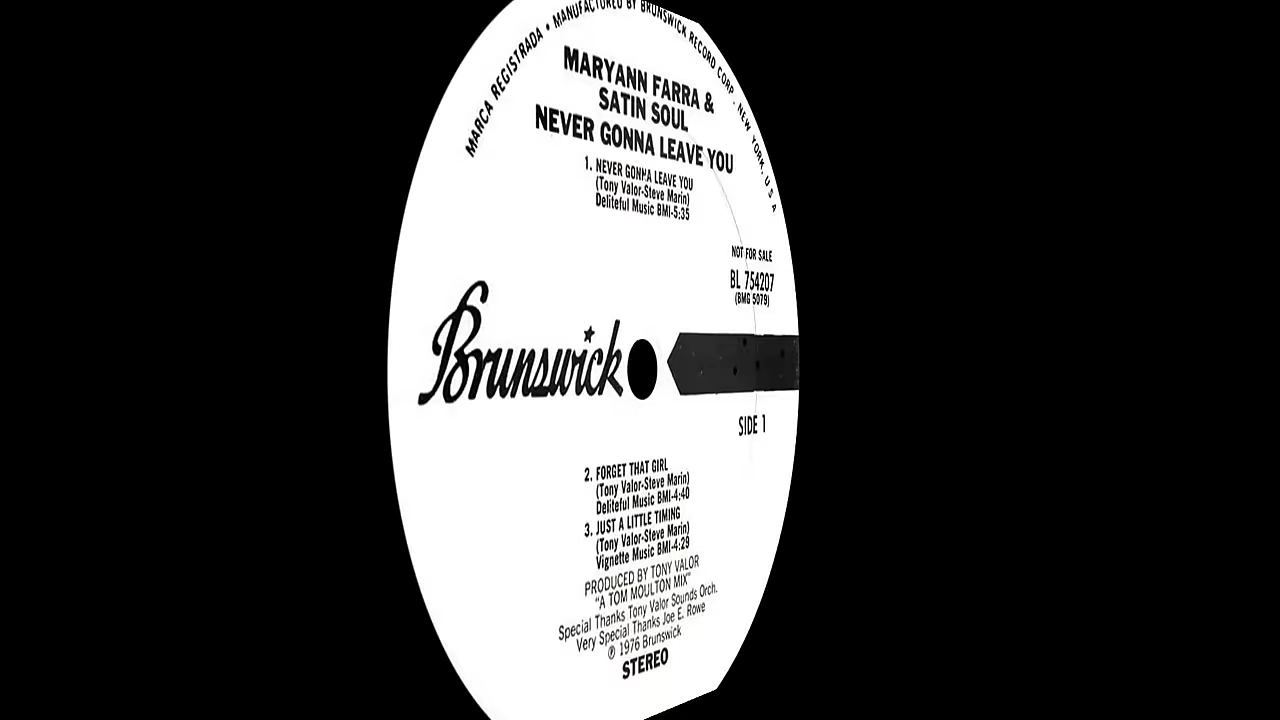 MARCA REGISTRADA • MANUFACTURED BY BRUNSWICK RECORD CORP., NEW YORK, U S A
MARYANN FARRA &
SATIN SOUL
NEVER GONNA LEAVE YOU
1. NEVER GONNA LEAVE YOU
(Tony Valor-Steve Marin)
Deliteful Music BMI-5:35
NOT FOR SALE
BL 754207
(BMG 5079)
Brunswick
SIDE 1
2. FORGET THAT GIRL
(Tony Valor-Steve Marin)
Deliteful Music BMI-4:40
3. JUST A LITTLE TIMING
(Tony Valor-Steve Marin)
Vignette Music BMI-4:29
PRODUCED BY TONY VALOR
"A TOM MOULTON MIX"
Special Thanks Tony Valor Sounds Orch.
Very Special Thanks Joe E. Rowe
℗ 1976 Brunswick
STEREO